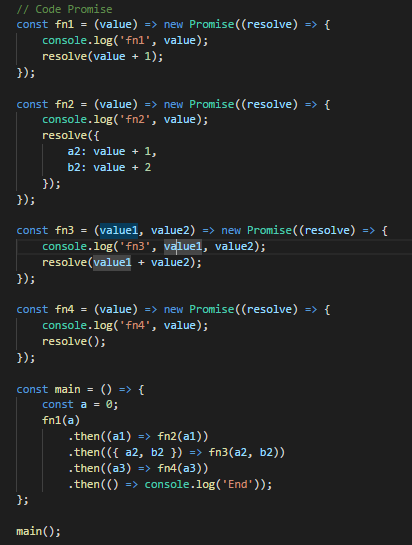 // Code Promise
const fn1 = (value) => new Promise((resolve) => {
    console.log('fn1', value);
    resolve(value + 1);
});

const fn2 = (value) => new Promise((resolve) => {
    console.log('fn2', value);
    resolve({
        a2: value + 1,
        b2: value + 2
    });
});

const fn3 = (value1, value2) => new Promise((resolve) => {
    console.log('fn3', value1, value2);
    resolve(value1 + value2);
});

const fn4 = (value) => new Promise((resolve) => {
    console.log('fn4', value);
    resolve();
});

const main = () => {
    const a = 0;
    fn1(a)
        .then((a1) => fn2(a1))
        .then(({ a2, b2 }) => fn3(a2, b2))
        .then((a3) => fn4(a3))
        .then(() => console.log('End'));
};

main();